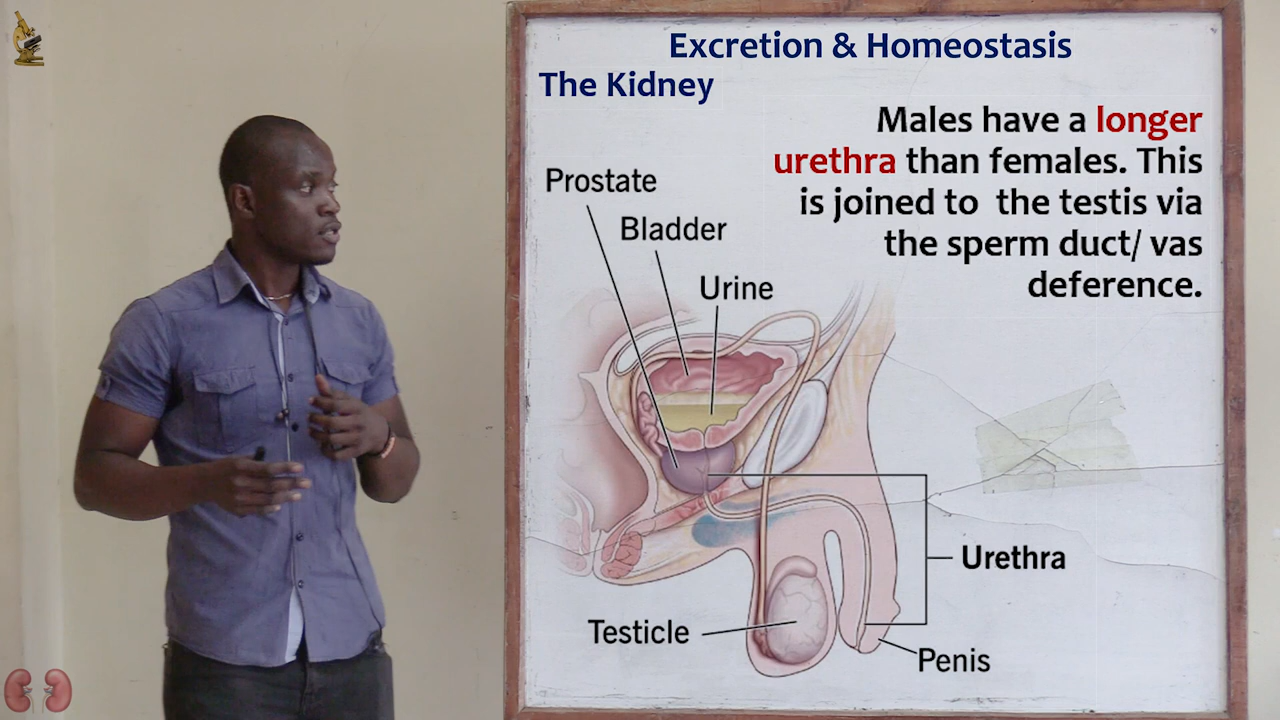 Excretion & Homeostasis
The Kidney
Males have a longer
urethra than females. This
is joined to the testis via
the sperm duct/ vas
deference.
Prostate
Bladder
Urine
Urethra
Testicle
Penis